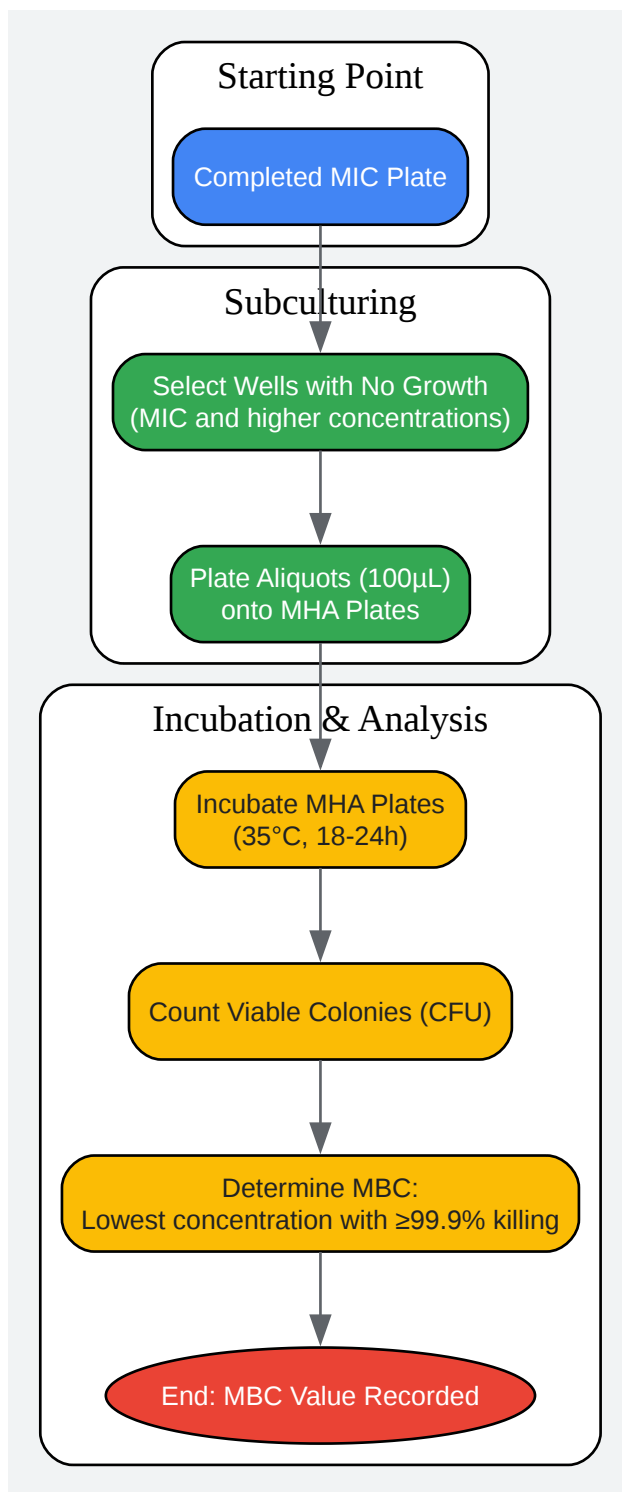 Starting Point
Completed MIC Plate
Subculturing
Select Wells with No Growth
(MIC and higher concentrations)
Plate Aliquots (100µL)
onto MHA Plates
Incubation & Analysis
Incubate MHA Plates
(35°C, 18-24h)
Count Viable Colonies (CFU)
Determine MBC:
Lowest concentration with ≥99.9% killing
End: MBC Value Recorded